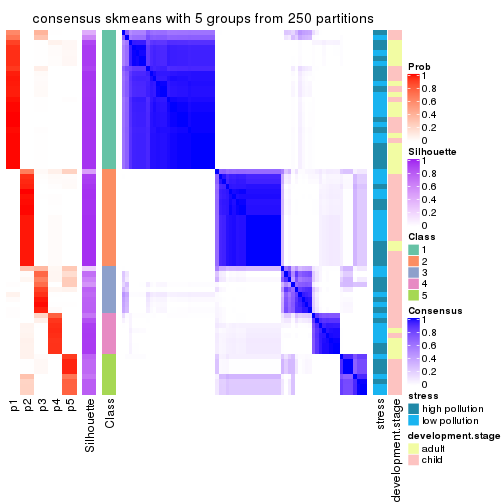 consensus skmeans with 5 groups from 250 partitions
Prob
1
0.8
0.6
0.4
0.2
0
Silhouette
1
0.8
0.6
0.4
0.2
0
Class
1
2
3
4
5
Consensus
1
0.8
0.6
0.4
0.2
0
stress
high pollution
low pollution
development.stage
adult
child
p1
p2
p3
p4
p5
Silhouette
Class
stress
development.stage